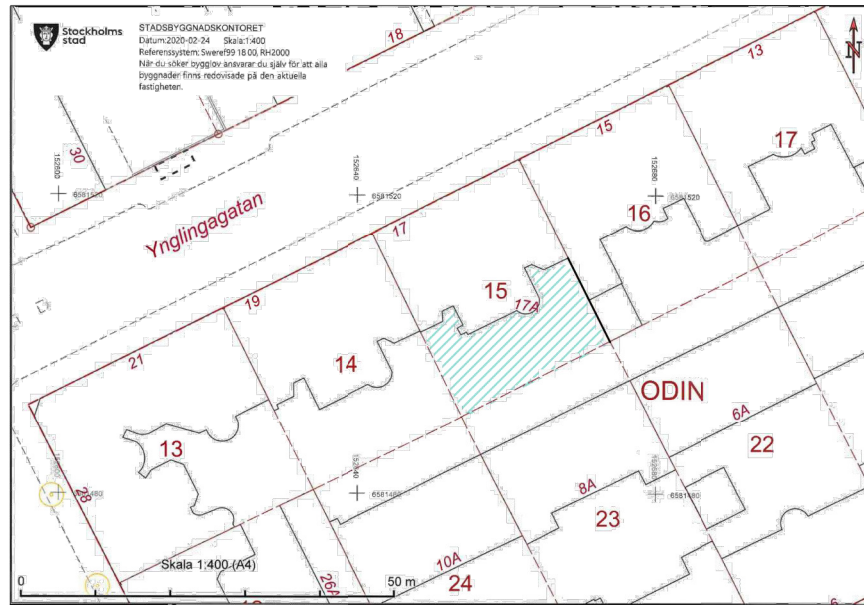 Stockholms
stad
STADSBYGGNADSKONTORET
Datum:2020-02-24 Skala:1:400
Referenssystem: Sweref99 18 00, RH2000
När du söker bygglov ansvarar du själv för att alla
byggnader finns redovisade på den aktuella
fastigheten.
N
18
13
30
15
17
152600
6581520
152640
6581520
152680
6581520
16
Ynglingagatan
17
15
17A
19
21
14
ODIN
13
6A
22
28
6581480
152640
6581480
152680
6581480
8A
23
Skala 1:400 (A4)
10A
24
26A
0
50 m